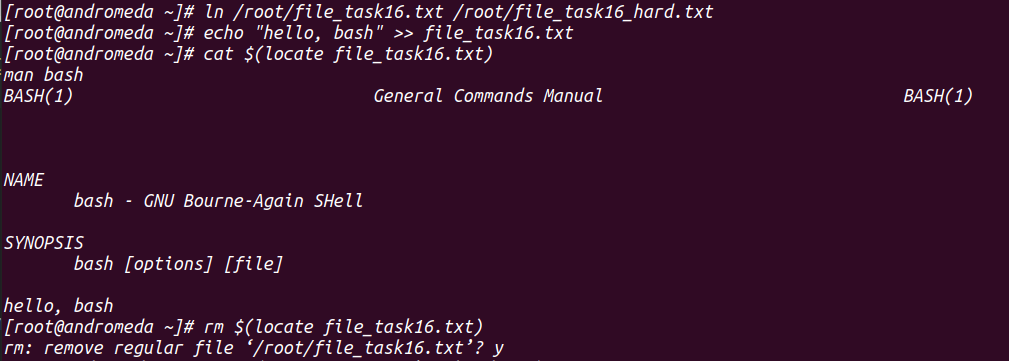 [root@andromeda ~]# ln /root/file_task16.txt /root/file_task16_hard.txt
[root@andromeda ~]# echo "hello, bash" >> file_task16.txt
[root@andromeda ~]# cat $(locate file_task16.txt)
man bash
BASH(1) General Commands Manual BASH(1)
NAME
bash - GNU Bourne-Again SHell
SYNOPSIS
bash [options] [file]
hello, bash
[root@andromeda ~]# rm $(locate file_task16.txt)
rm: remove regular file ‘/root/file_task16.txt’? y